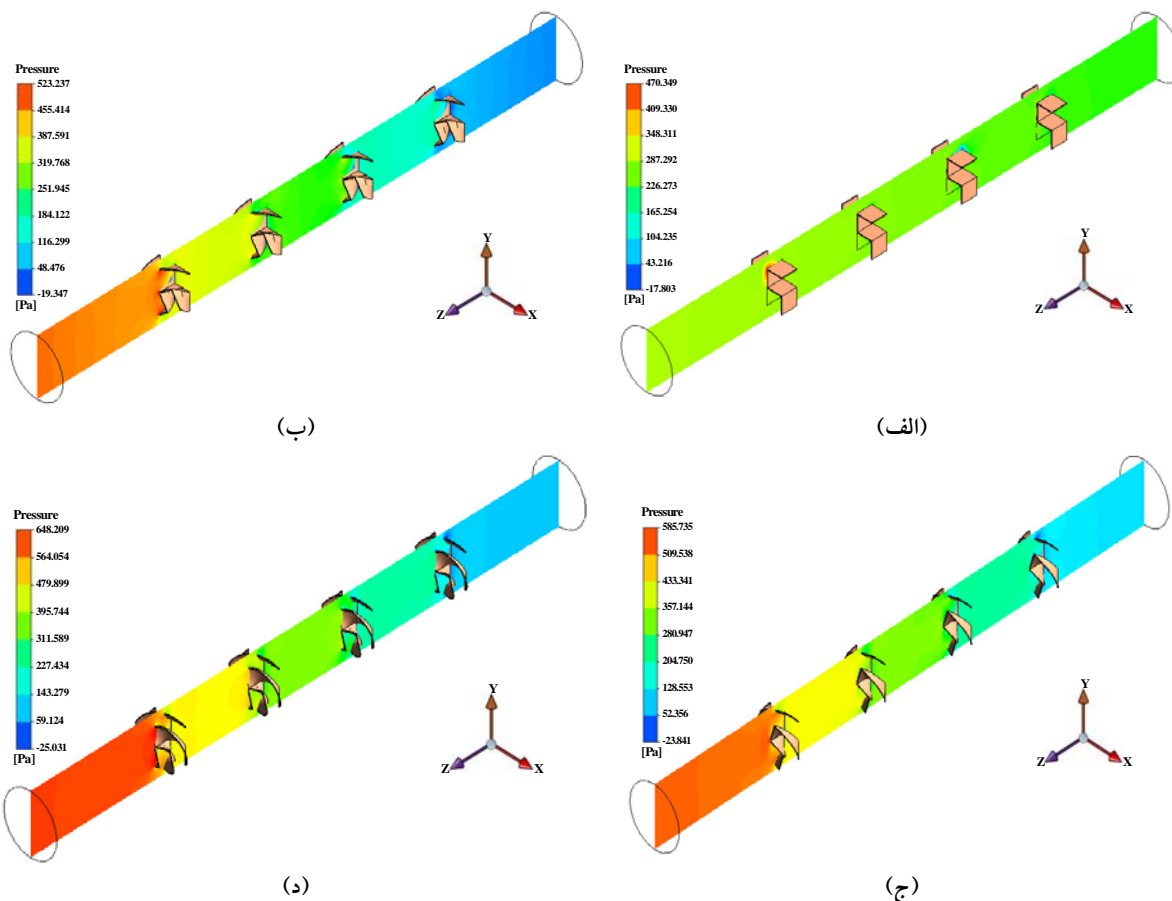 Pressure
523.237
455.414
387.591
319.768
251.945
184.122
116.299
48.476
-19.347
[Pa]
Y
Z
X
(ب)
Pressure
470.349
409.330
348.311
287.292
226.273
165.254
104.235
43.216
-17.803
[Pa]
Y
Z
X
(الف)
Pressure
648.209
564.054
479.899
395.744
311.589
227.434
143.279
59.124
-25.031
[Pa]
Y
Z
X
(د)
Pressure
585.735
509.538
433.341
357.144
280.947
204.750
128.553
52.356
-23.841
[Pa]
Y
Z
X
(ج)